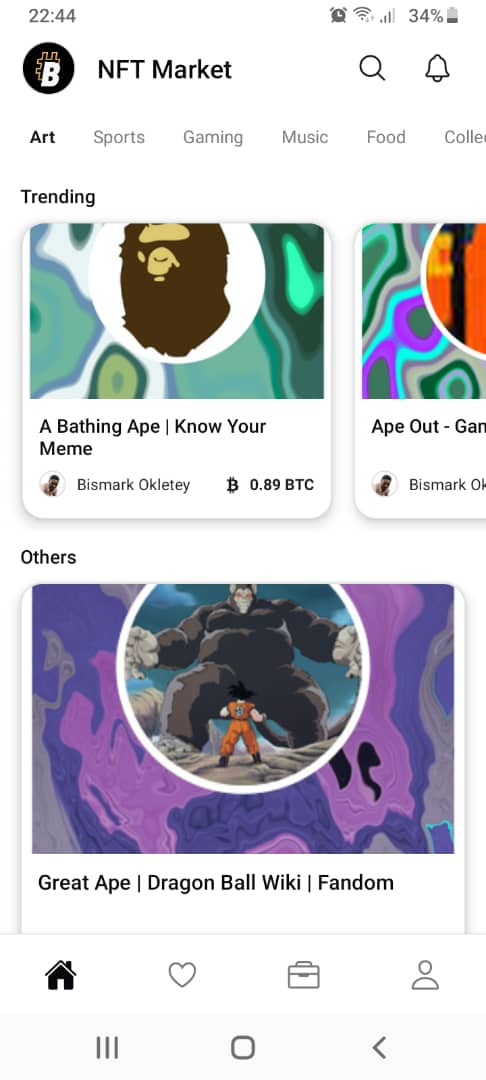 22:44
34%
NFT Market
Art Sports Gaming Music Food Colle
Trending
A Bathing Ape | Know Your
Meme
Bismark Okletey
0.89 BTC
Ape Out - Gan
Bismark Ok
Others
Great Ape | Dragon Ball Wiki | Fandom